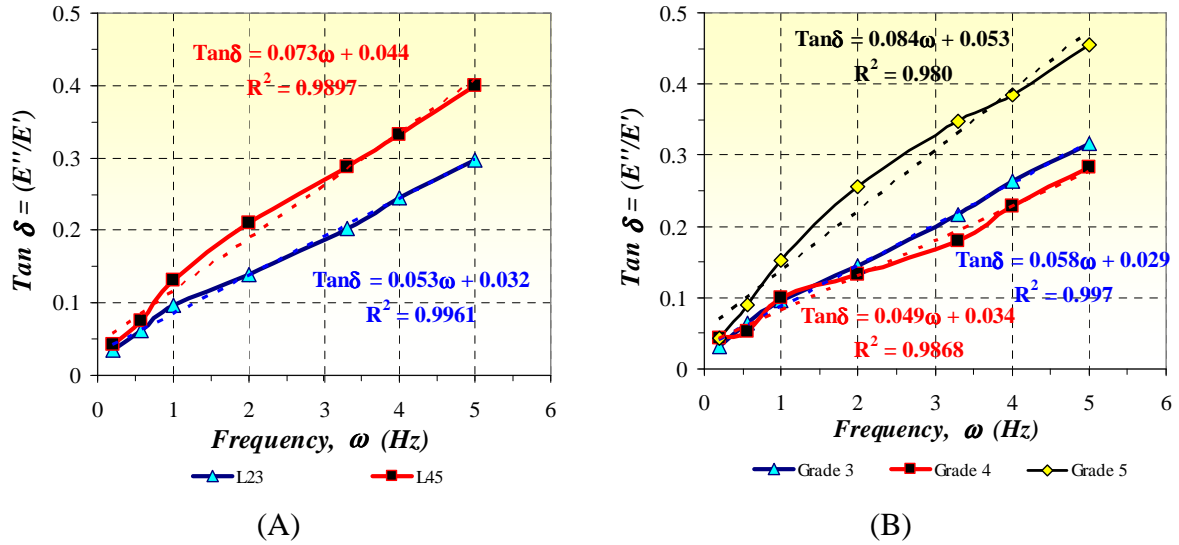 0.5
0.4
0.3
0.2
0.1
0
Tan δ = (E''/E')
Tanδ = 0.073ω + 0.044
R² = 0.9897
Tanδ = 0.053ω + 0.032
R² = 0.9961
0 1 2 3 4 5 6
Frequency, ω (Hz)
L23 L45
(A)
0.5
0.4
0.3
0.2
0.1
0
Tan δ = (E''/E')
Tanδ = 0.084ω + 0.053
R² = 0.980
Tanδ = 0.058ω + 0.029
R² = 0.997
Tanδ = 0.049ω + 0.034
R² = 0.9868
0 1 2 3 4 5 6
Frequency, ω (Hz)
Grade 3 Grade 4 Grade 5
(B)